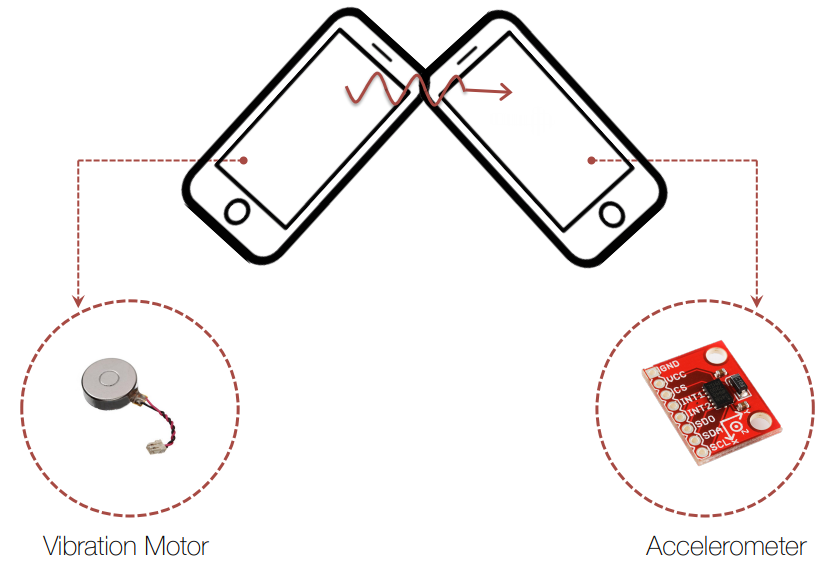 GND
VCC
CS
INT1
INT2
SDO
SDA
SCL
X
Z
Vibration Motor
Accelerometer